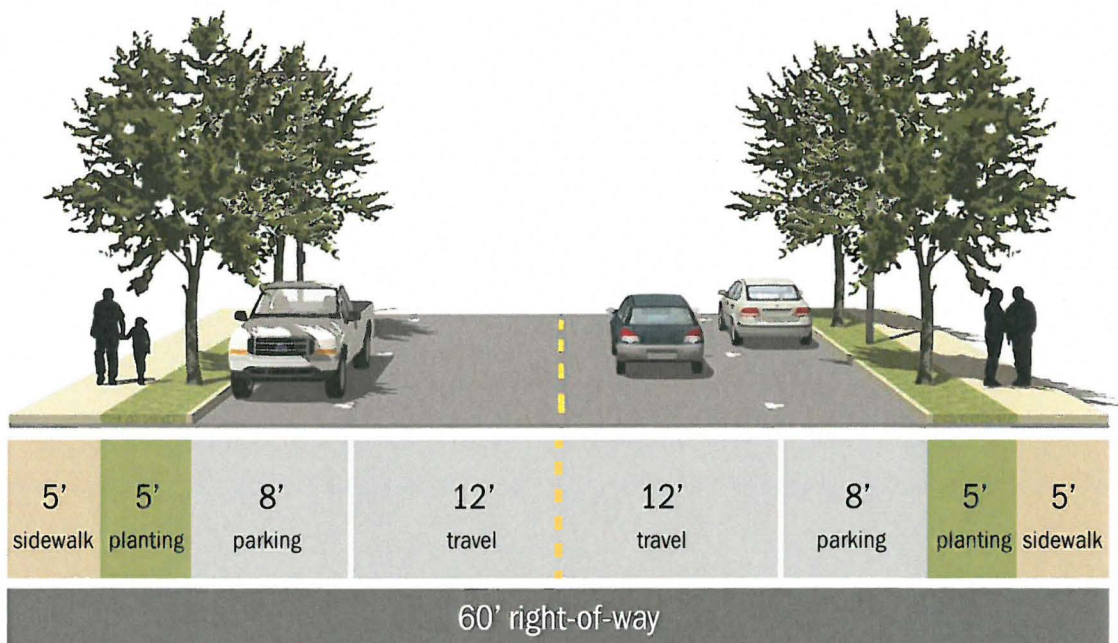 5' 5' 8' 12' 12' 8' 5' 5'
sidewalk planting parking travel travel parking planting sidewalk
60' right-of-way